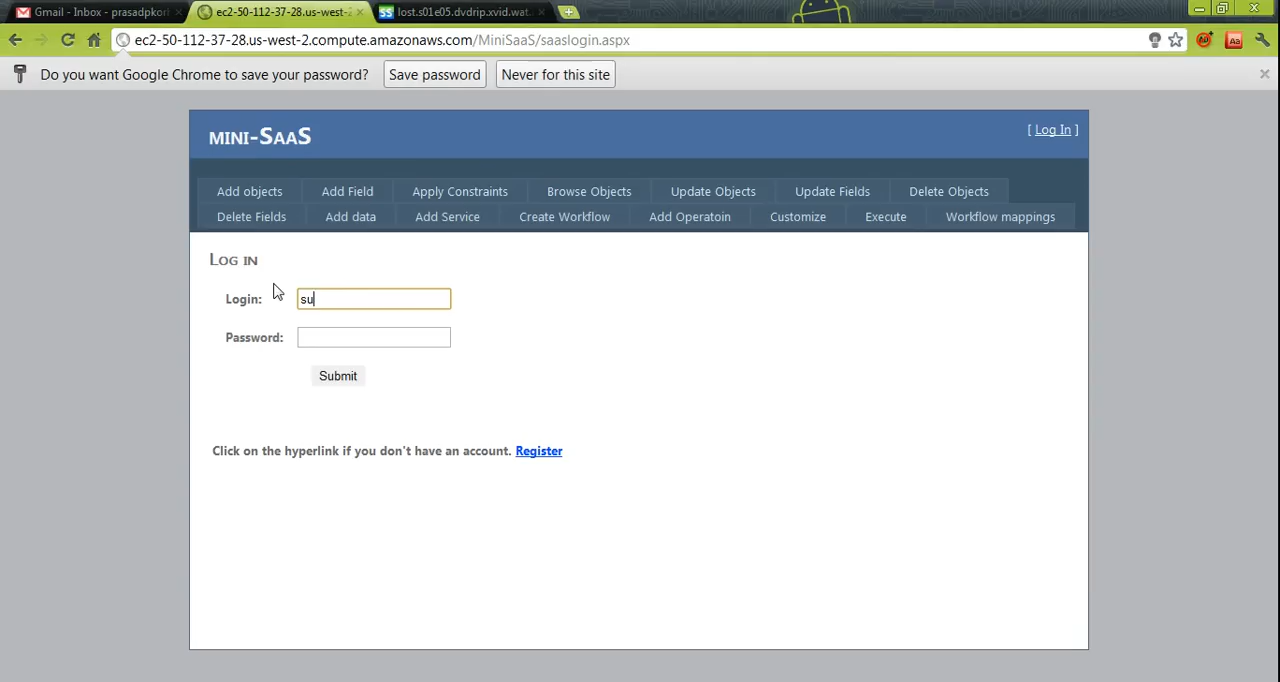 Gmail - Inbox - prasadpkor
ec2-50-112-37-28.us-west-2
lost.s01e05.dvdrip.xvid.wat
ec2-50-112-37-28.us-west-2.compute.amazonaws.com/MiniSaaS/saaslogin.aspx
Do you want Google Chrome to save your password? Save password Never for this site
MINI-SAAS
[ Log In ]
Add objects Add Field Apply Constraints Browse Objects Update Objects Update Fields Delete Objects
Delete Fields Add data Add Service Create Workflow Add Operatoin Customize Execute Workflow mappings
LOG IN
Login: su
Password:
Submit
Click on the hyperlink if you don't have an account. Register